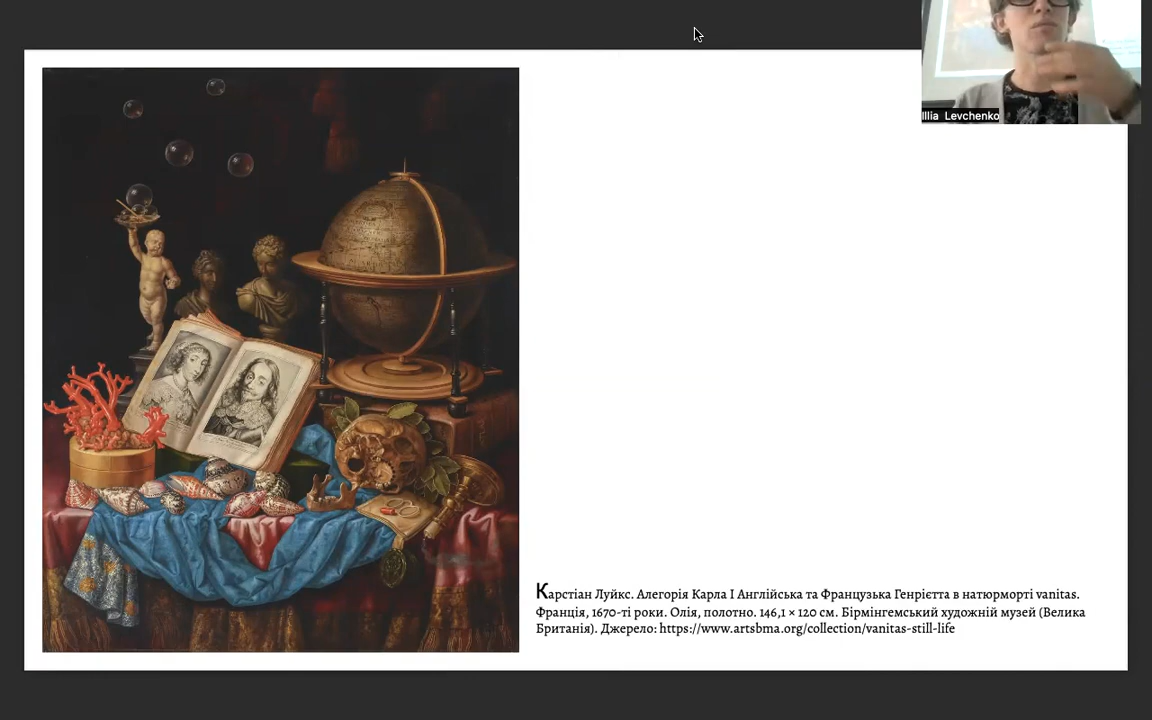 Illia Levchenko
Карстіан Луйкс. Алегорія Карла І Англійська та Французька Генрієтта в натюрморті vanitas.
Франція, 1670-ті роки. Олія, полотно. 146,1 × 120 см. Бірмінгемський художній музей (Велика
Британія). Джерело: https://www.artsbma.org/collection/vanitas-still-life